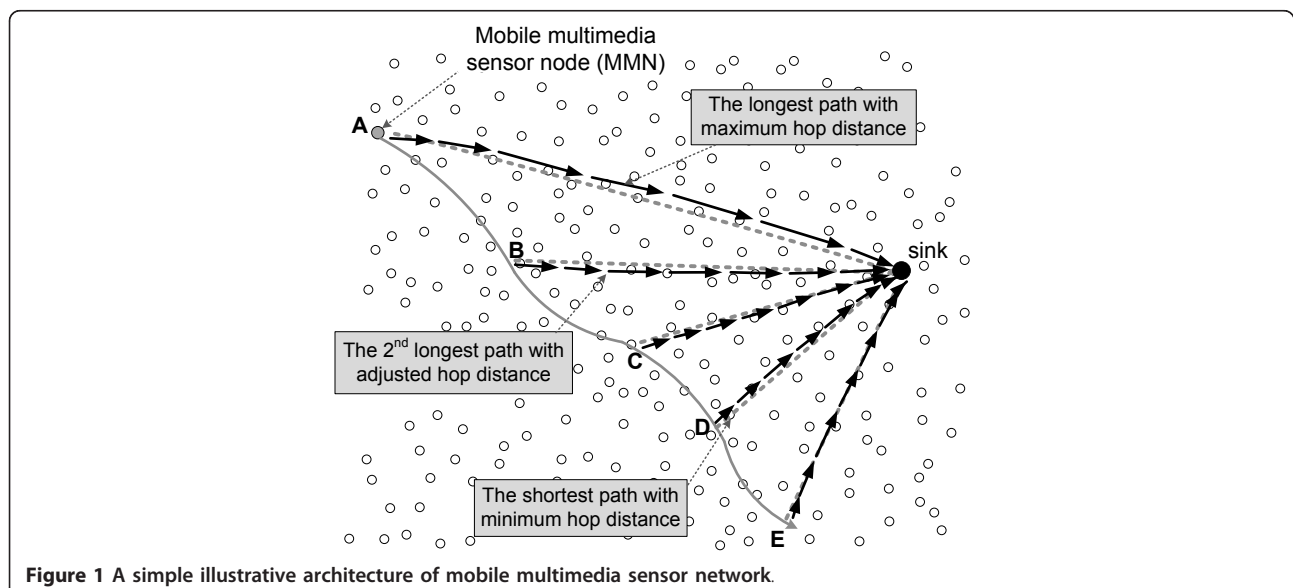 Mobile multimedia
sensor node (MMN)
The longest path with
maximum hop distance
A
B
sink
The 2nd longest path with
adjusted hop distance
C
D
The shortest path with
minimum hop distance
E
Figure 1 A simple illustrative architecture of mobile multimedia sensor network.